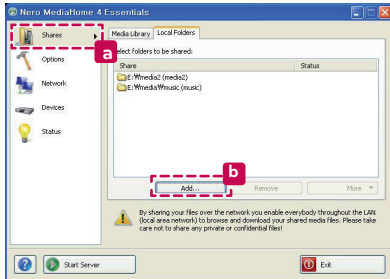 Nero MediaHome 4 Essentials
Shares
Options
Network
Devices
Status
a
Media Library
Local Folders
Select folders to be shared:
Share
Status
E:₩media2 (media2)
E:₩media₩music (music)
b
Add...
Remove
More
By sharing your files over the network you enable everybody throughout the LAN
(local area network) to browse and download your shared media files. Please take
care not to share any private or confidential files!
Start Server
Exit